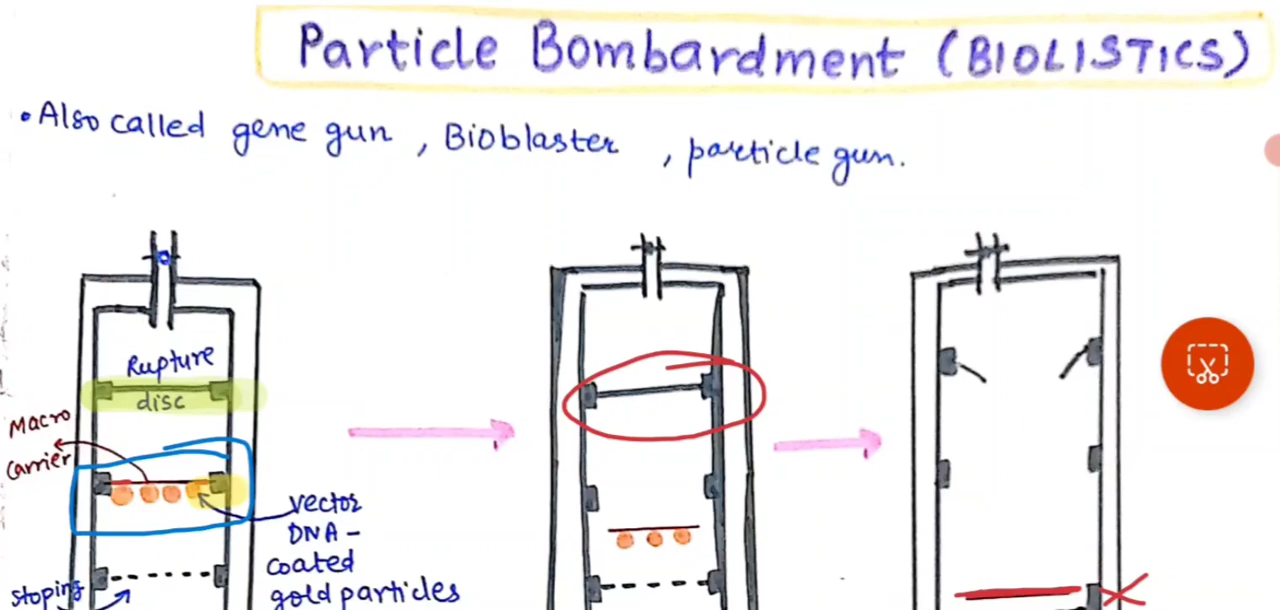 Particle Bombardment (BIOLISTICS)
• Also called gene gun, Bioblaster, particle gun.
Rupture
disc
Macro
Carrier
vector
DNA -
coated
gold particles
stoping